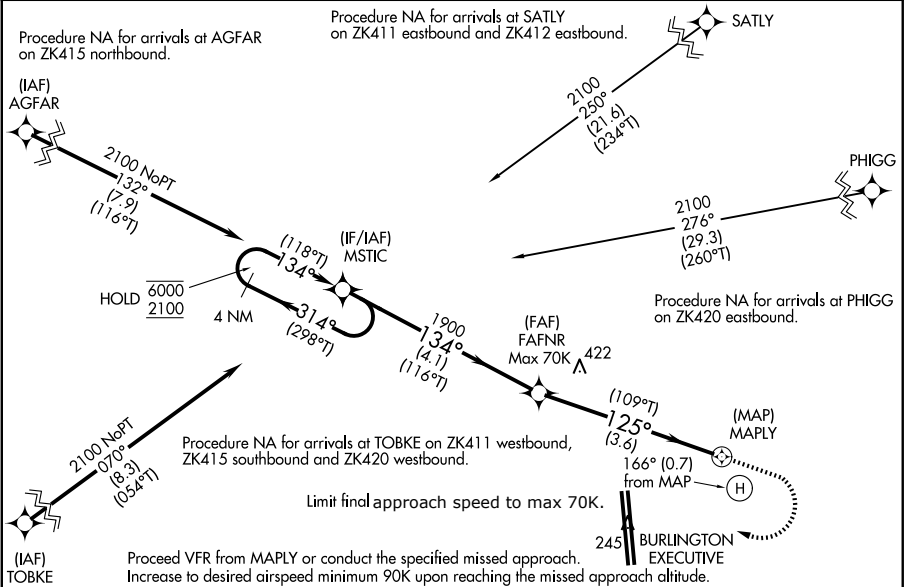 Procedure NA for arrivals at SATLY
on ZK411 eastbound and ZK412 eastbound.
SATLY
Procedure NA for arrivals at AGFAR
on ZK415 northbound.
(IAF)
AGFAR
2100
250°
(21.6)
(234°T)
2100 NoPT
132°
(7.9)
(116°T)
PHIGG
2100
276°
(29.3)
(260°T)
(IF/IAF)
MSTIC
(118°T)
134°
HOLD 6000
2100
4 NM
314°
(298°T)
Procedure NA for arrivals at PHIGG
on ZK420 eastbound.
1900
134°
(4.1)
(116°T)
(FAF)
FAFNR
Max 70K
422
(109°T)
125°
(3.6)
(MAP)
MAPLY
2100 NoPT
070°
(8.3)
(054°T)
Procedure NA for arrivals at TOBKE on ZK411 westbound,
ZK415 southbound and ZK420 westbound.
166° (0.7)
from MAP
H
Limit final approach speed to max 70K.
245
BURLINGTON
EXECUTIVE
(IAF)
TOBKE
Proceed VFR from MAPLY or conduct the specified missed approach.
Increase to desired airspeed minimum 90K upon reaching the missed approach altitude.